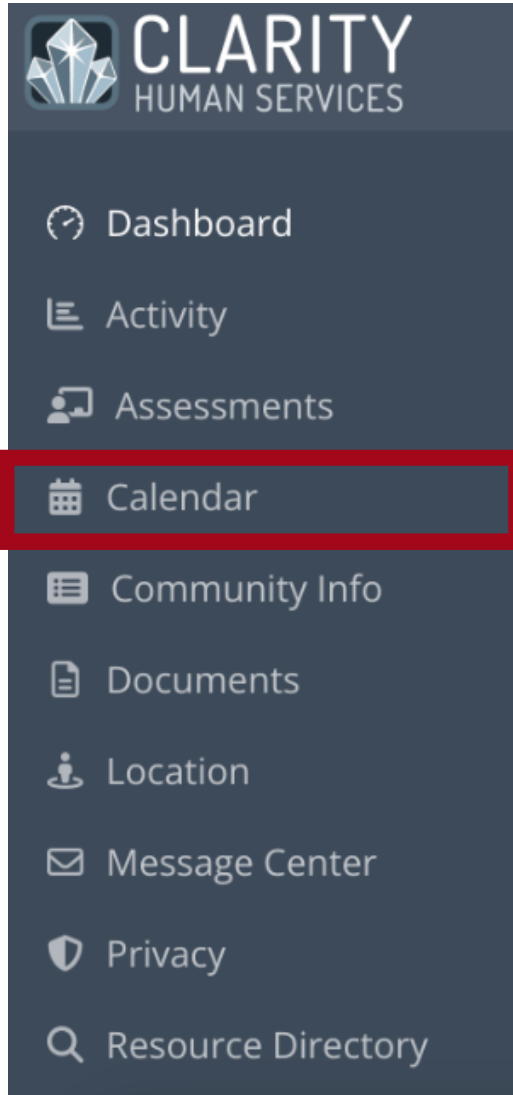 CLARITY
HUMAN SERVICES
Dashboard
Activity
Assessments
Calendar
Community Info
Documents
Location
Message Center
Privacy
Resource Directory